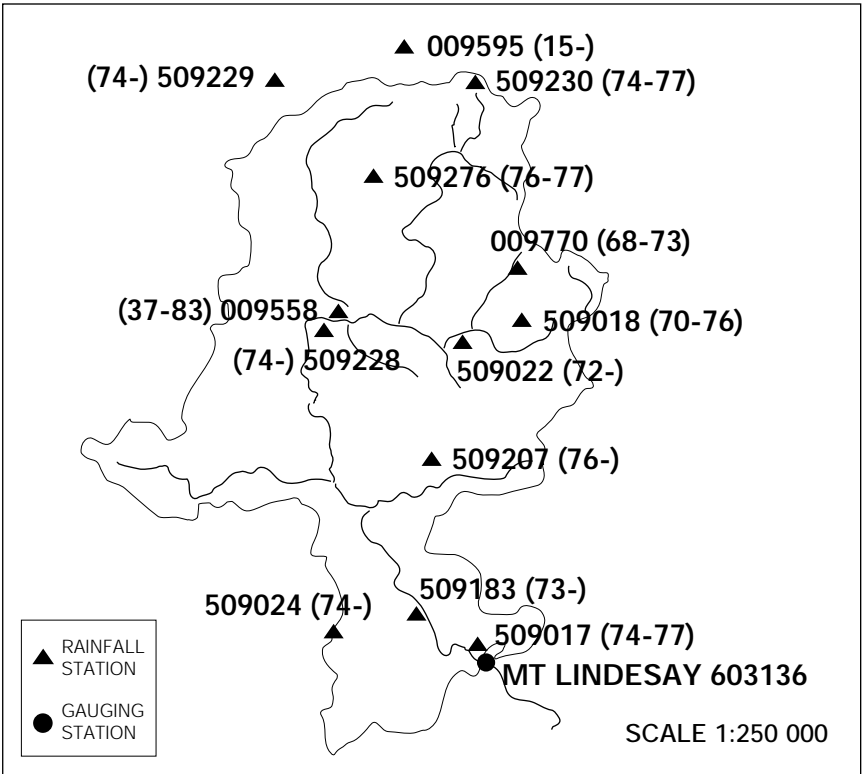 009595 (15-)
(74-) 509229
509230 (74-77)
509276 (76-77)
009770 (68-73)
(37-83) 009558
509018 (70-76)
(74-) 509228
509022 (72-)
509207 (76-)
509183 (73-)
509024 (74-)
509017 (74-77)
MT LINDESAY 603136
RAINFALL
STATION
GAUGING
STATION
SCALE 1:250 000